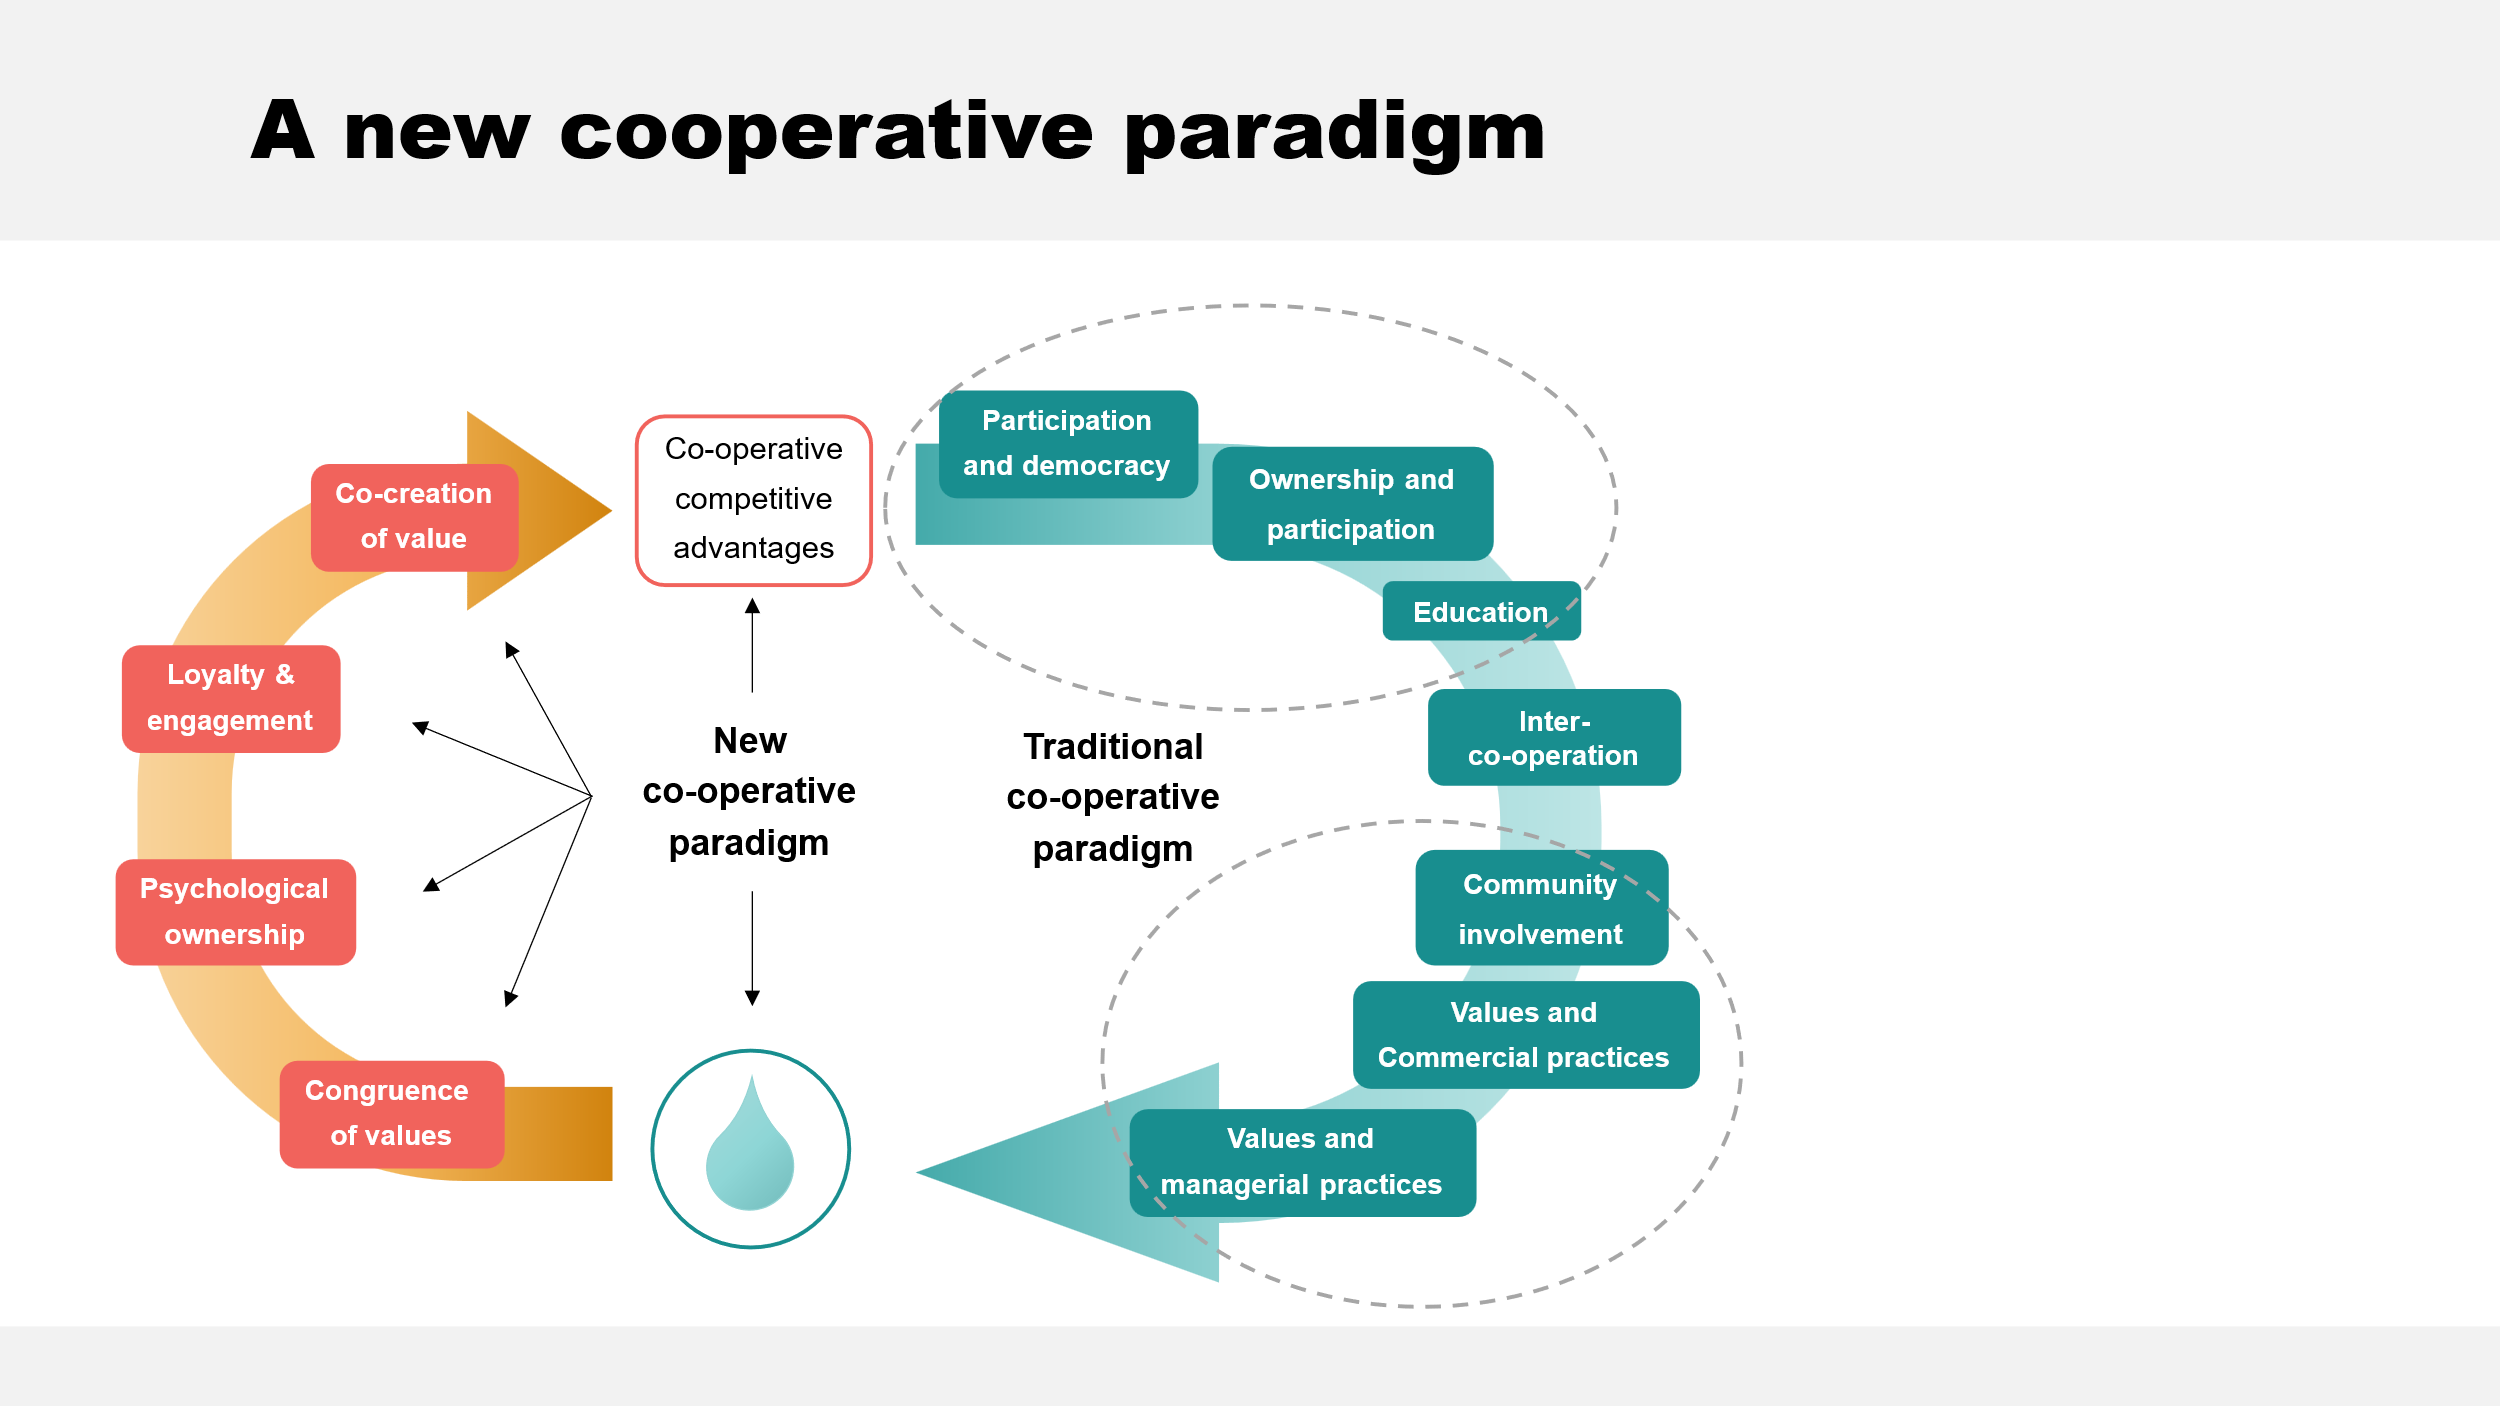 A new cooperative paradigm
Co-creation
of value
Loyalty &
engagement
Psychological
ownership
Congruence
of values
Co-operative
competitive
advantages
New
co-operative
paradigm
Traditional
co-operative
paradigm
Participation
and democracy
Ownership and
participation
Education
Inter-
co-operation
Community
involvement
Values and
Commercial practices
Values and
managerial practices